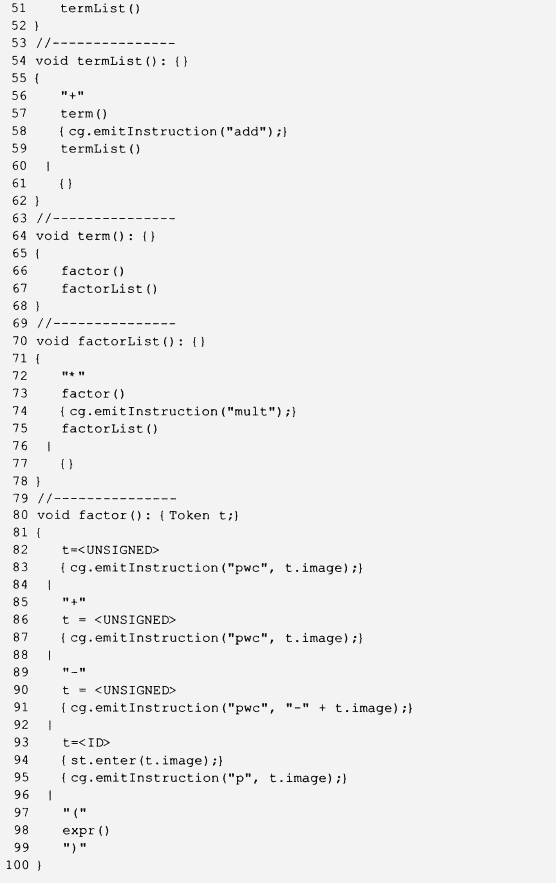 51    termList()
52 }
53 //---------------
54 void termList(): {}
55 {
56    "+"
57    term()
58    {cg.emitInstruction("add");}
59    termList()
60  |
61    {}
62 }
63 //---------------
64 void term(): {}
65 {
66    factor()
67    factorList()
68 }
69 //---------------
70 void factorList(): {}
71 {
72    "*"
73    factor()
74    {cg.emitInstruction("mult");}
75    factorList()
76  |
77    {}
78 }
79 //---------------
80 void factor(): {Token t;}
81 {
82    t=<UNSIGNED>
83    {cg.emitInstruction("pwc", t.image);}
84  |
85    "+"
86    t = <UNSIGNED>
87    {cg.emitInstruction("pwc", t.image);}
88  |
89    "-"
90    t = <UNSIGNED>
91    {cg.emitInstruction("pwc", "-" + t.image);}
92  |
93    t=<ID>
94    {st.enter(t.image);}
95    {cg.emitInstruction("p", t.image);}
96  |
97    "("
98    expr()
99    ")"
100 }